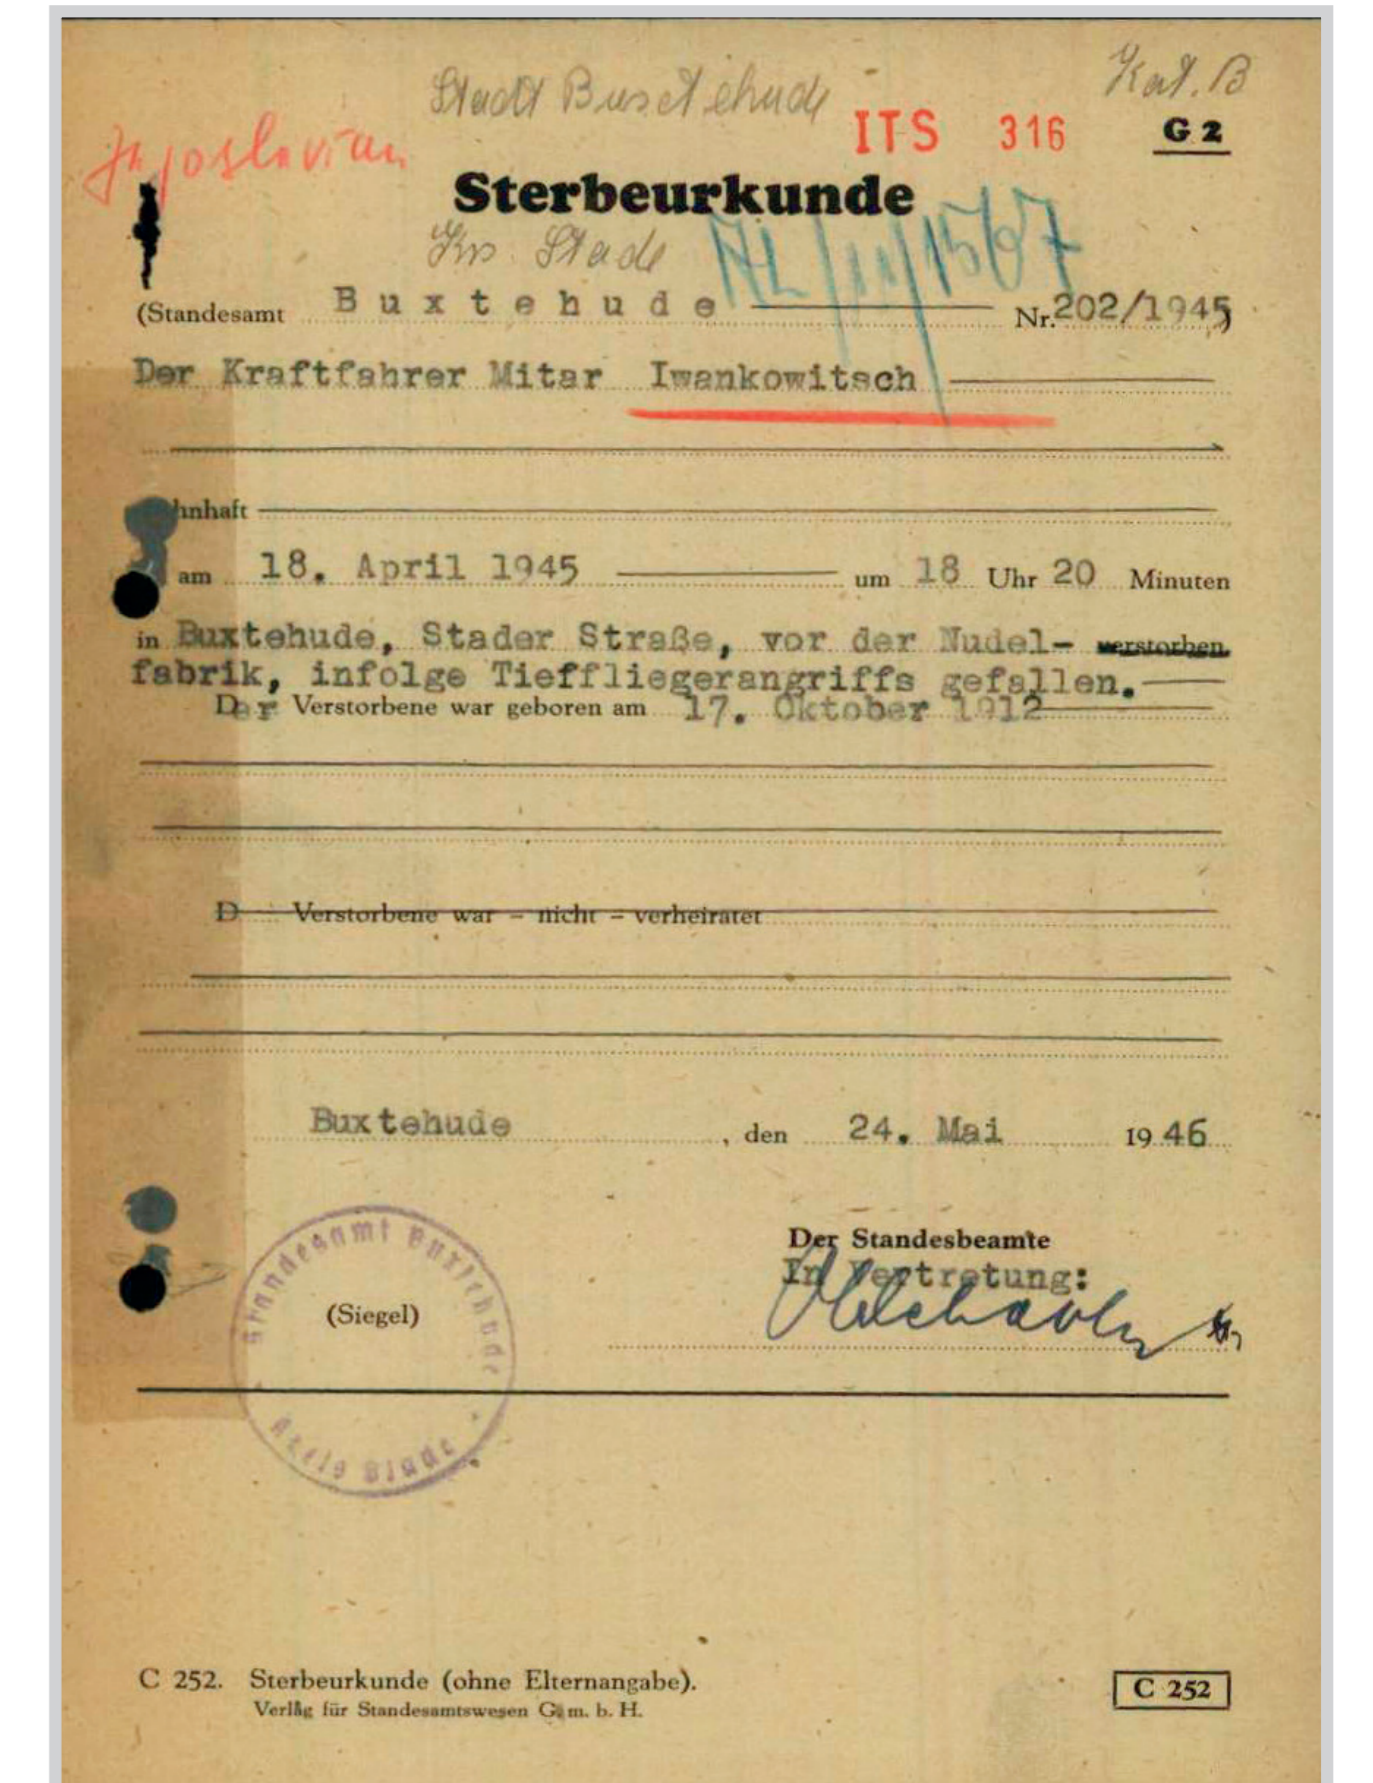 Kat. B
Stadt Buxtehude
ITS 316
G 2
Jugoslavian
Sterbeurkunde
Krs. Stade
(Standesamt Buxtehude Nr. 202/1945)
Der Kraftfahrer Mitar Iwankowitsch
hnhaft
am 18. April 1945 um 18 Uhr 20 Minuten
in Buxtehude, Stader Straße, vor der Nudel- verstorben
fabrik, infolge Tieffliegerangriffs gefallen.
Der Verstorbene war geboren am 17. Oktober 1912
D Verstorbene war – nicht – verheiratet
Buxtehude, den 24. Mai 1946
Der Standesbeamte
In Vertretung:
(Siegel)
Standesamt Buxtehude
Kreis Stade
C 252. Sterbeurkunde (ohne Elternangabe).
Verlag für Standesamtswesen G. m. b. H.
C 252